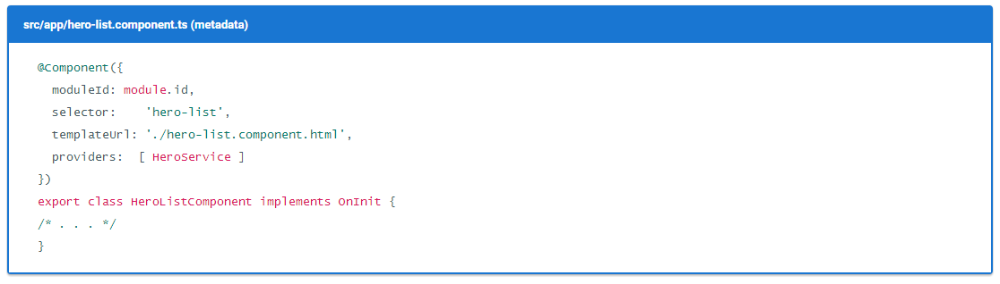 src/app/hero-list.component.ts (metadata)
@Component({
  moduleId: module.id,
  selector:    'hero-list',
  templateUrl: './hero-list.component.html',
  providers:  [ HeroService ]
})
export class HeroListComponent implements OnInit {
/* . . . */
}